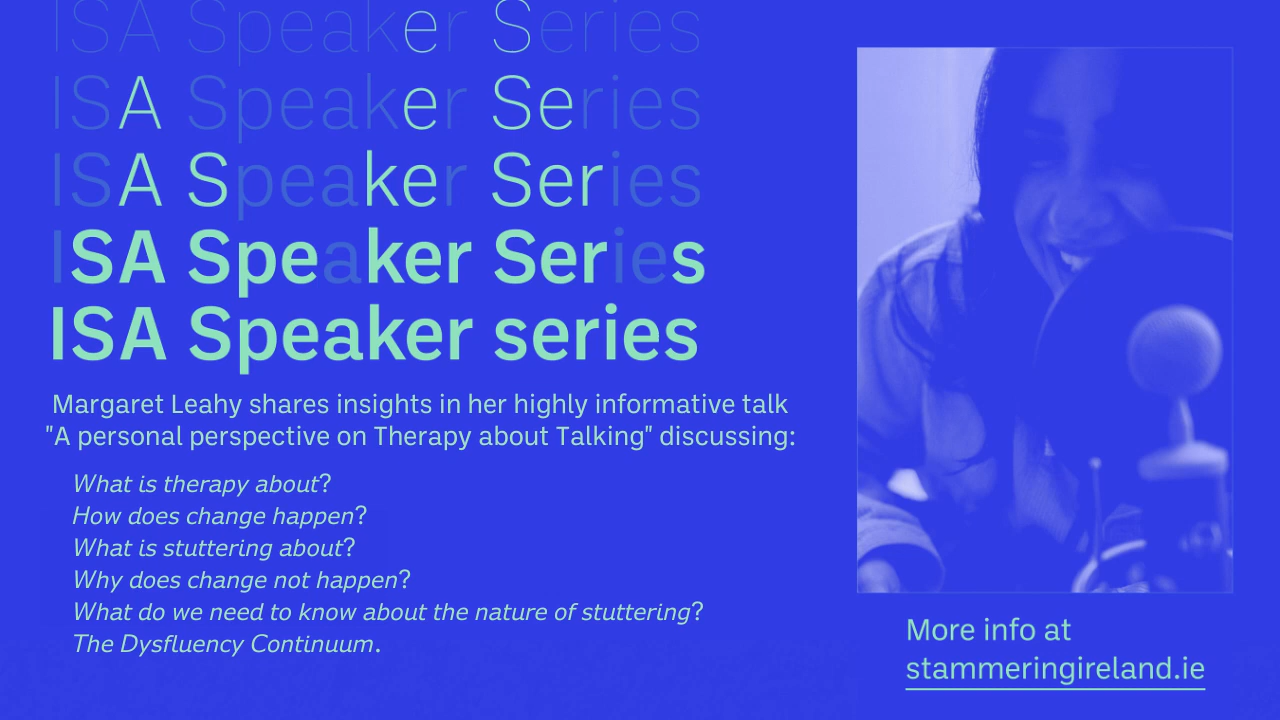 ISA Speaker Series
ISA Speaker Series
ISA Speaker Series
ISA Speaker Series
ISA Speaker series
Margaret Leahy shares insights in her highly informative talk
"A personal perspective on Therapy about Talking" discussing:
What is therapy about?
How does change happen?
What is stuttering about?
Why does change not happen?
What do we need to know about the nature of stuttering?
The Dysfluency Continuum.
More info at
stammeringireland.ie